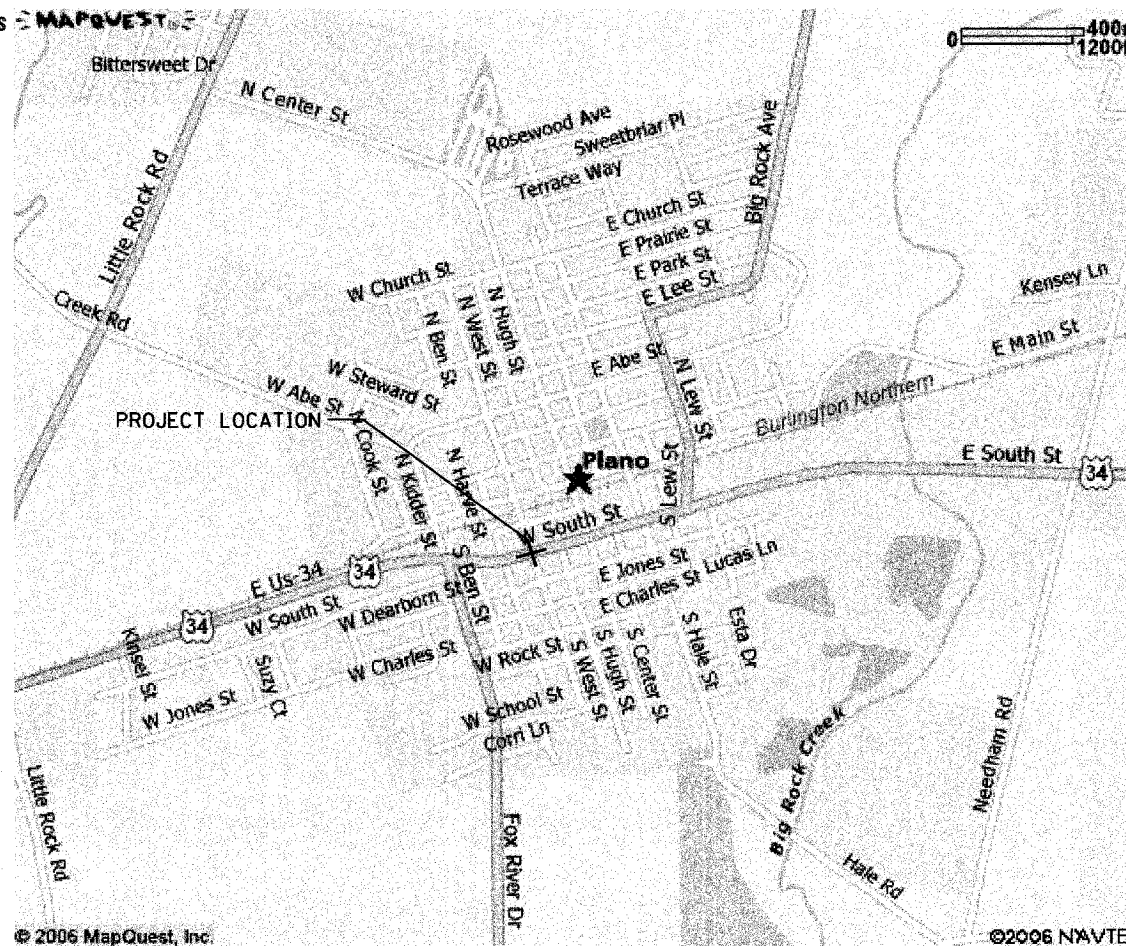 s MAPQUEST
0 400m
1200f
Bittersweet Dr
N Center St
Rosewood Ave
Sweetbriar Pl
Terrace Way
Big Rock Ave
Little Rock Rd
E Church St
E Prairie St
E Park St
E Lee St
W Church St
Kensey Ln
Creek Rd
N Hugh St
N West St
N Ben St
E Main St
E Abe St
N Lew St
W Steward St
W Abe St
Burlington Northern
PROJECT LOCATION
N Cook St
N Kidder St
N Harve St
Plano
S Lew St
E South St
34
W South St
E Us-34
34
S Ben St
E Jones St
Lucas Ln
E Charles St
34
W South St
W Dearborn St
Kinsel St
Suzy Ct
W Charles St
W Rock St
S West St
S Hugh St
S Center St
S Hale St
Esta Dr
W Jones St
W School St
Corri Ln
Big Rock Creek
Needham Rd
Little Rock Rd
Fox River Dr
Hale Rd
© 2006 MapQuest, Inc.
©2006 NAVTE